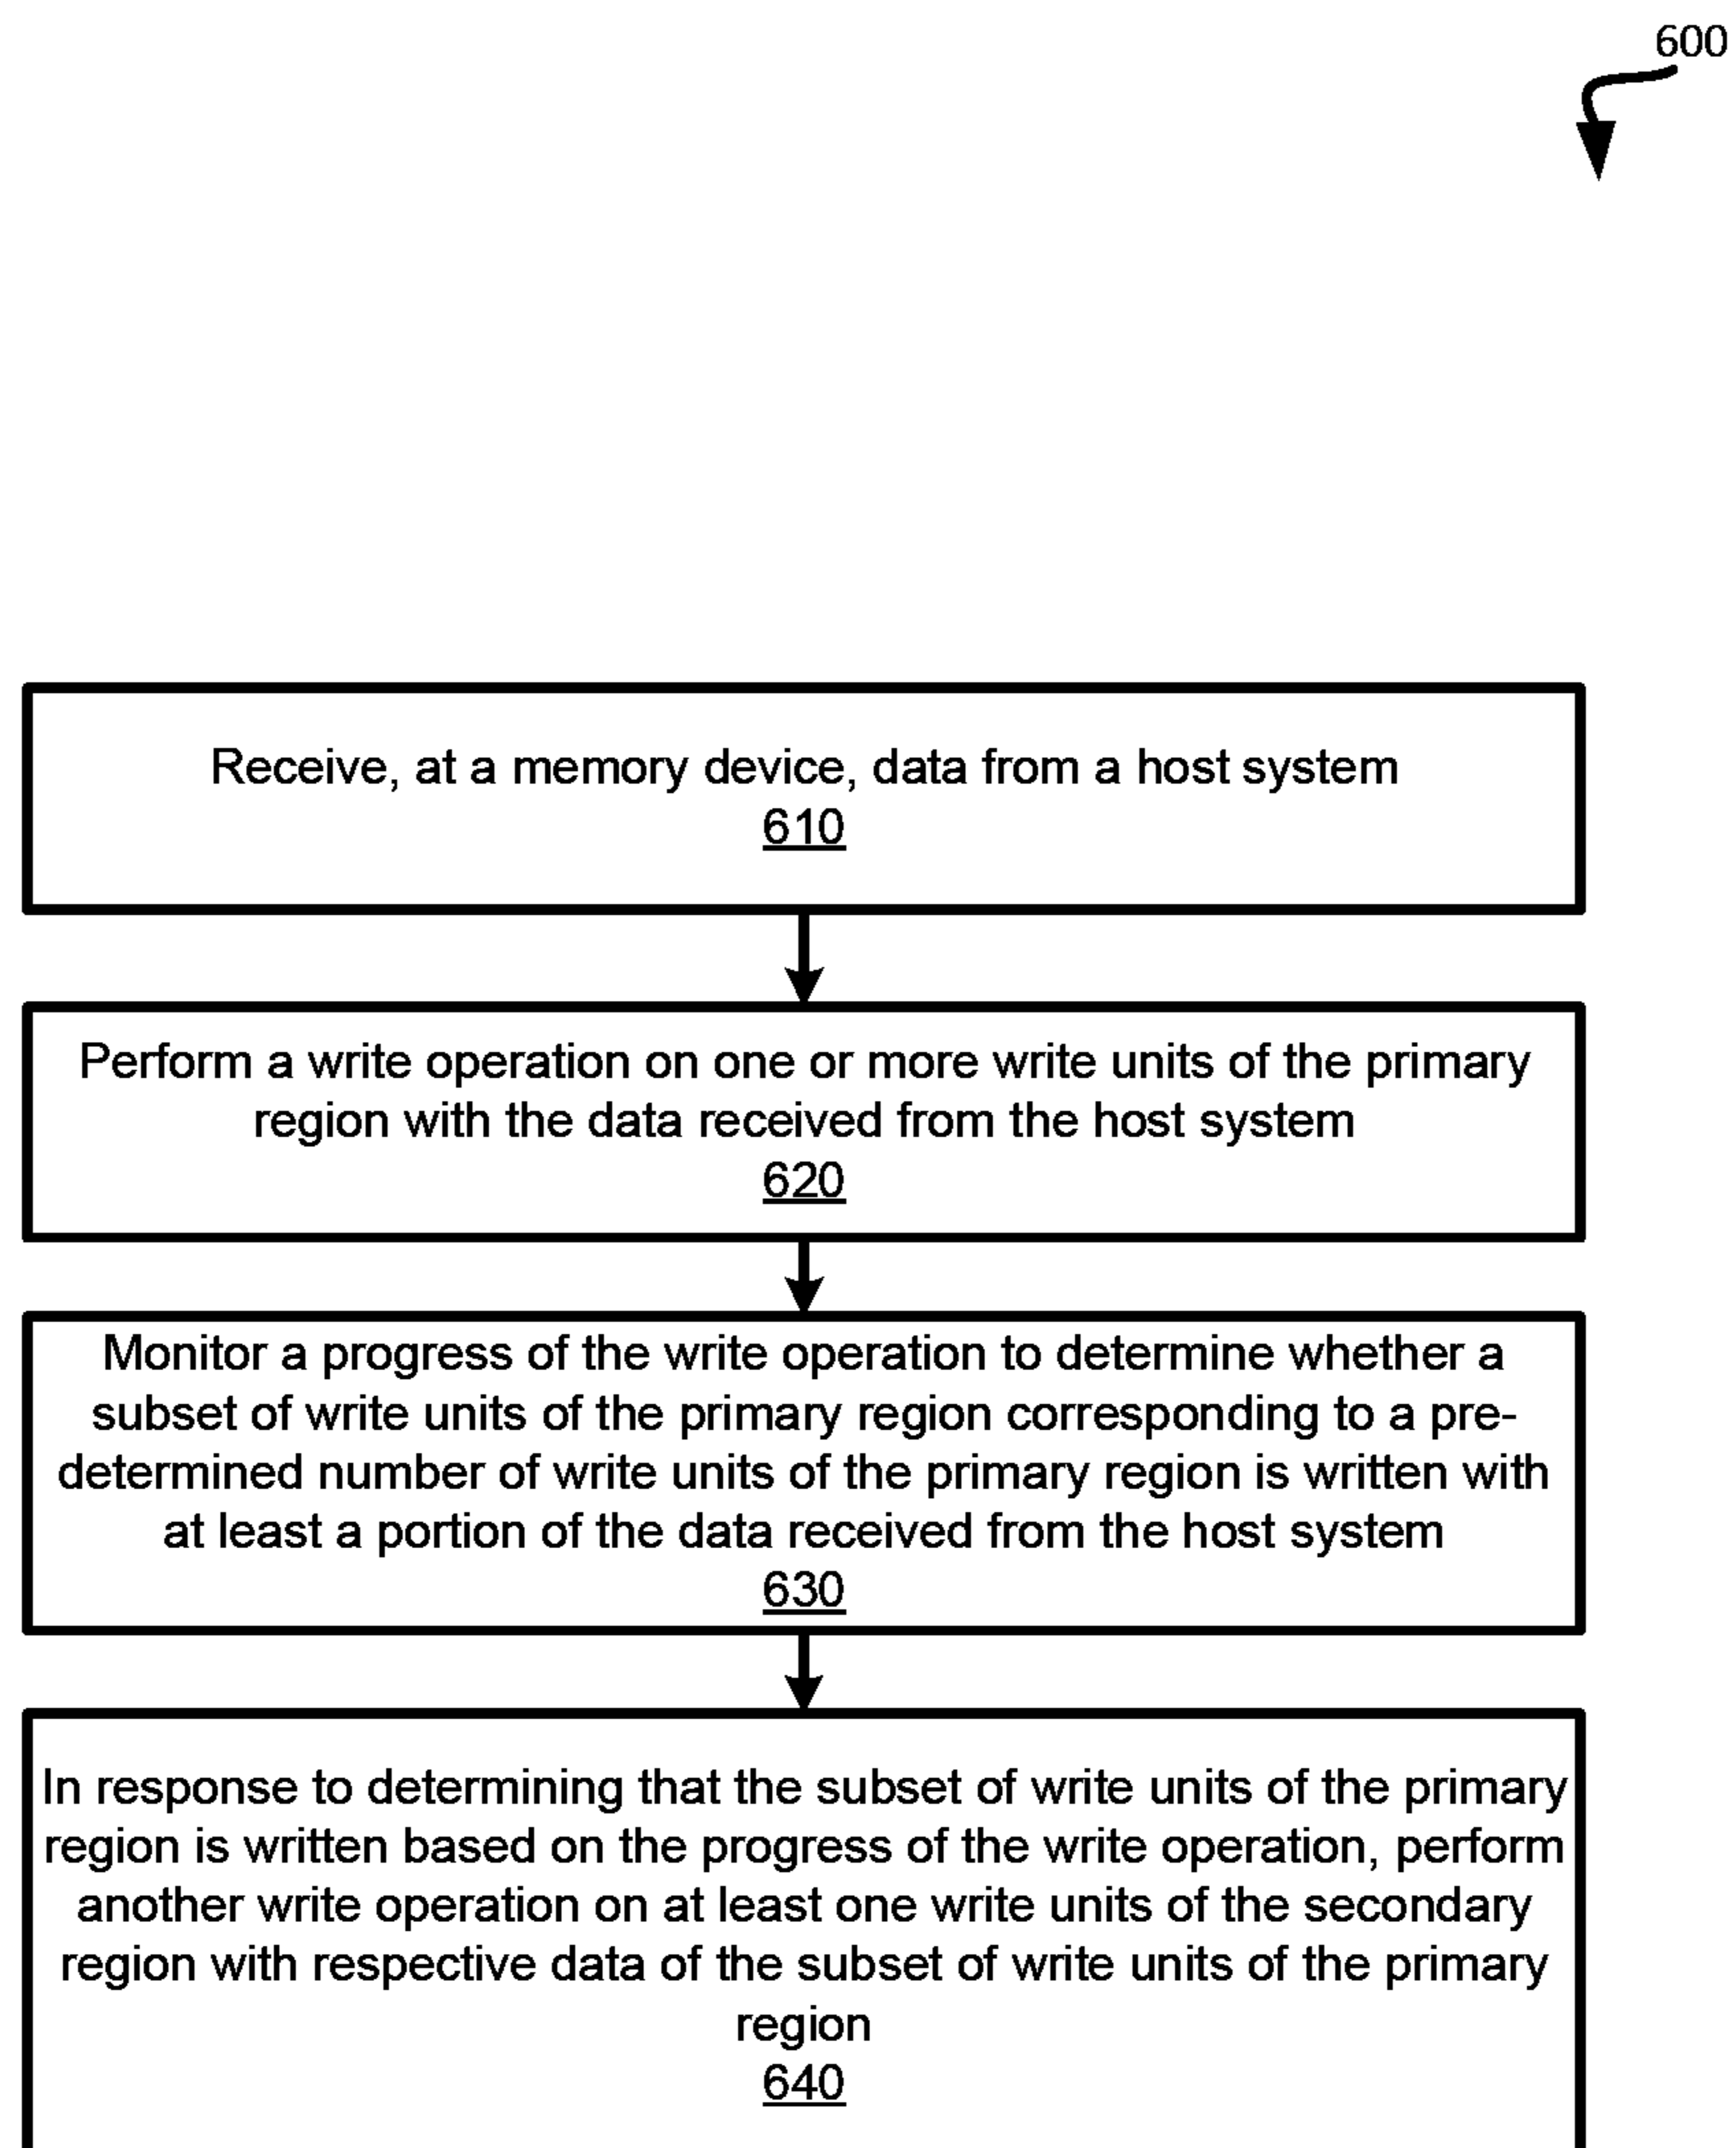 600
Receive, at a memory device, data from a host system
610
Perform a write operation on one or more write units of the primary
region with the data received from the host system
620
Monitor a progress of the write operation to determine whether a
subset of write units of the primary region corresponding to a pre-
determined number of write units of the primary region is written with
at least a portion of the data received from the host system
630
In response to determining that the subset of write units of the primary
region is written based on the progress of the write operation, perform
another write operation on at least one write units of the secondary
region with respective data of the subset of write units of the primary
region
640